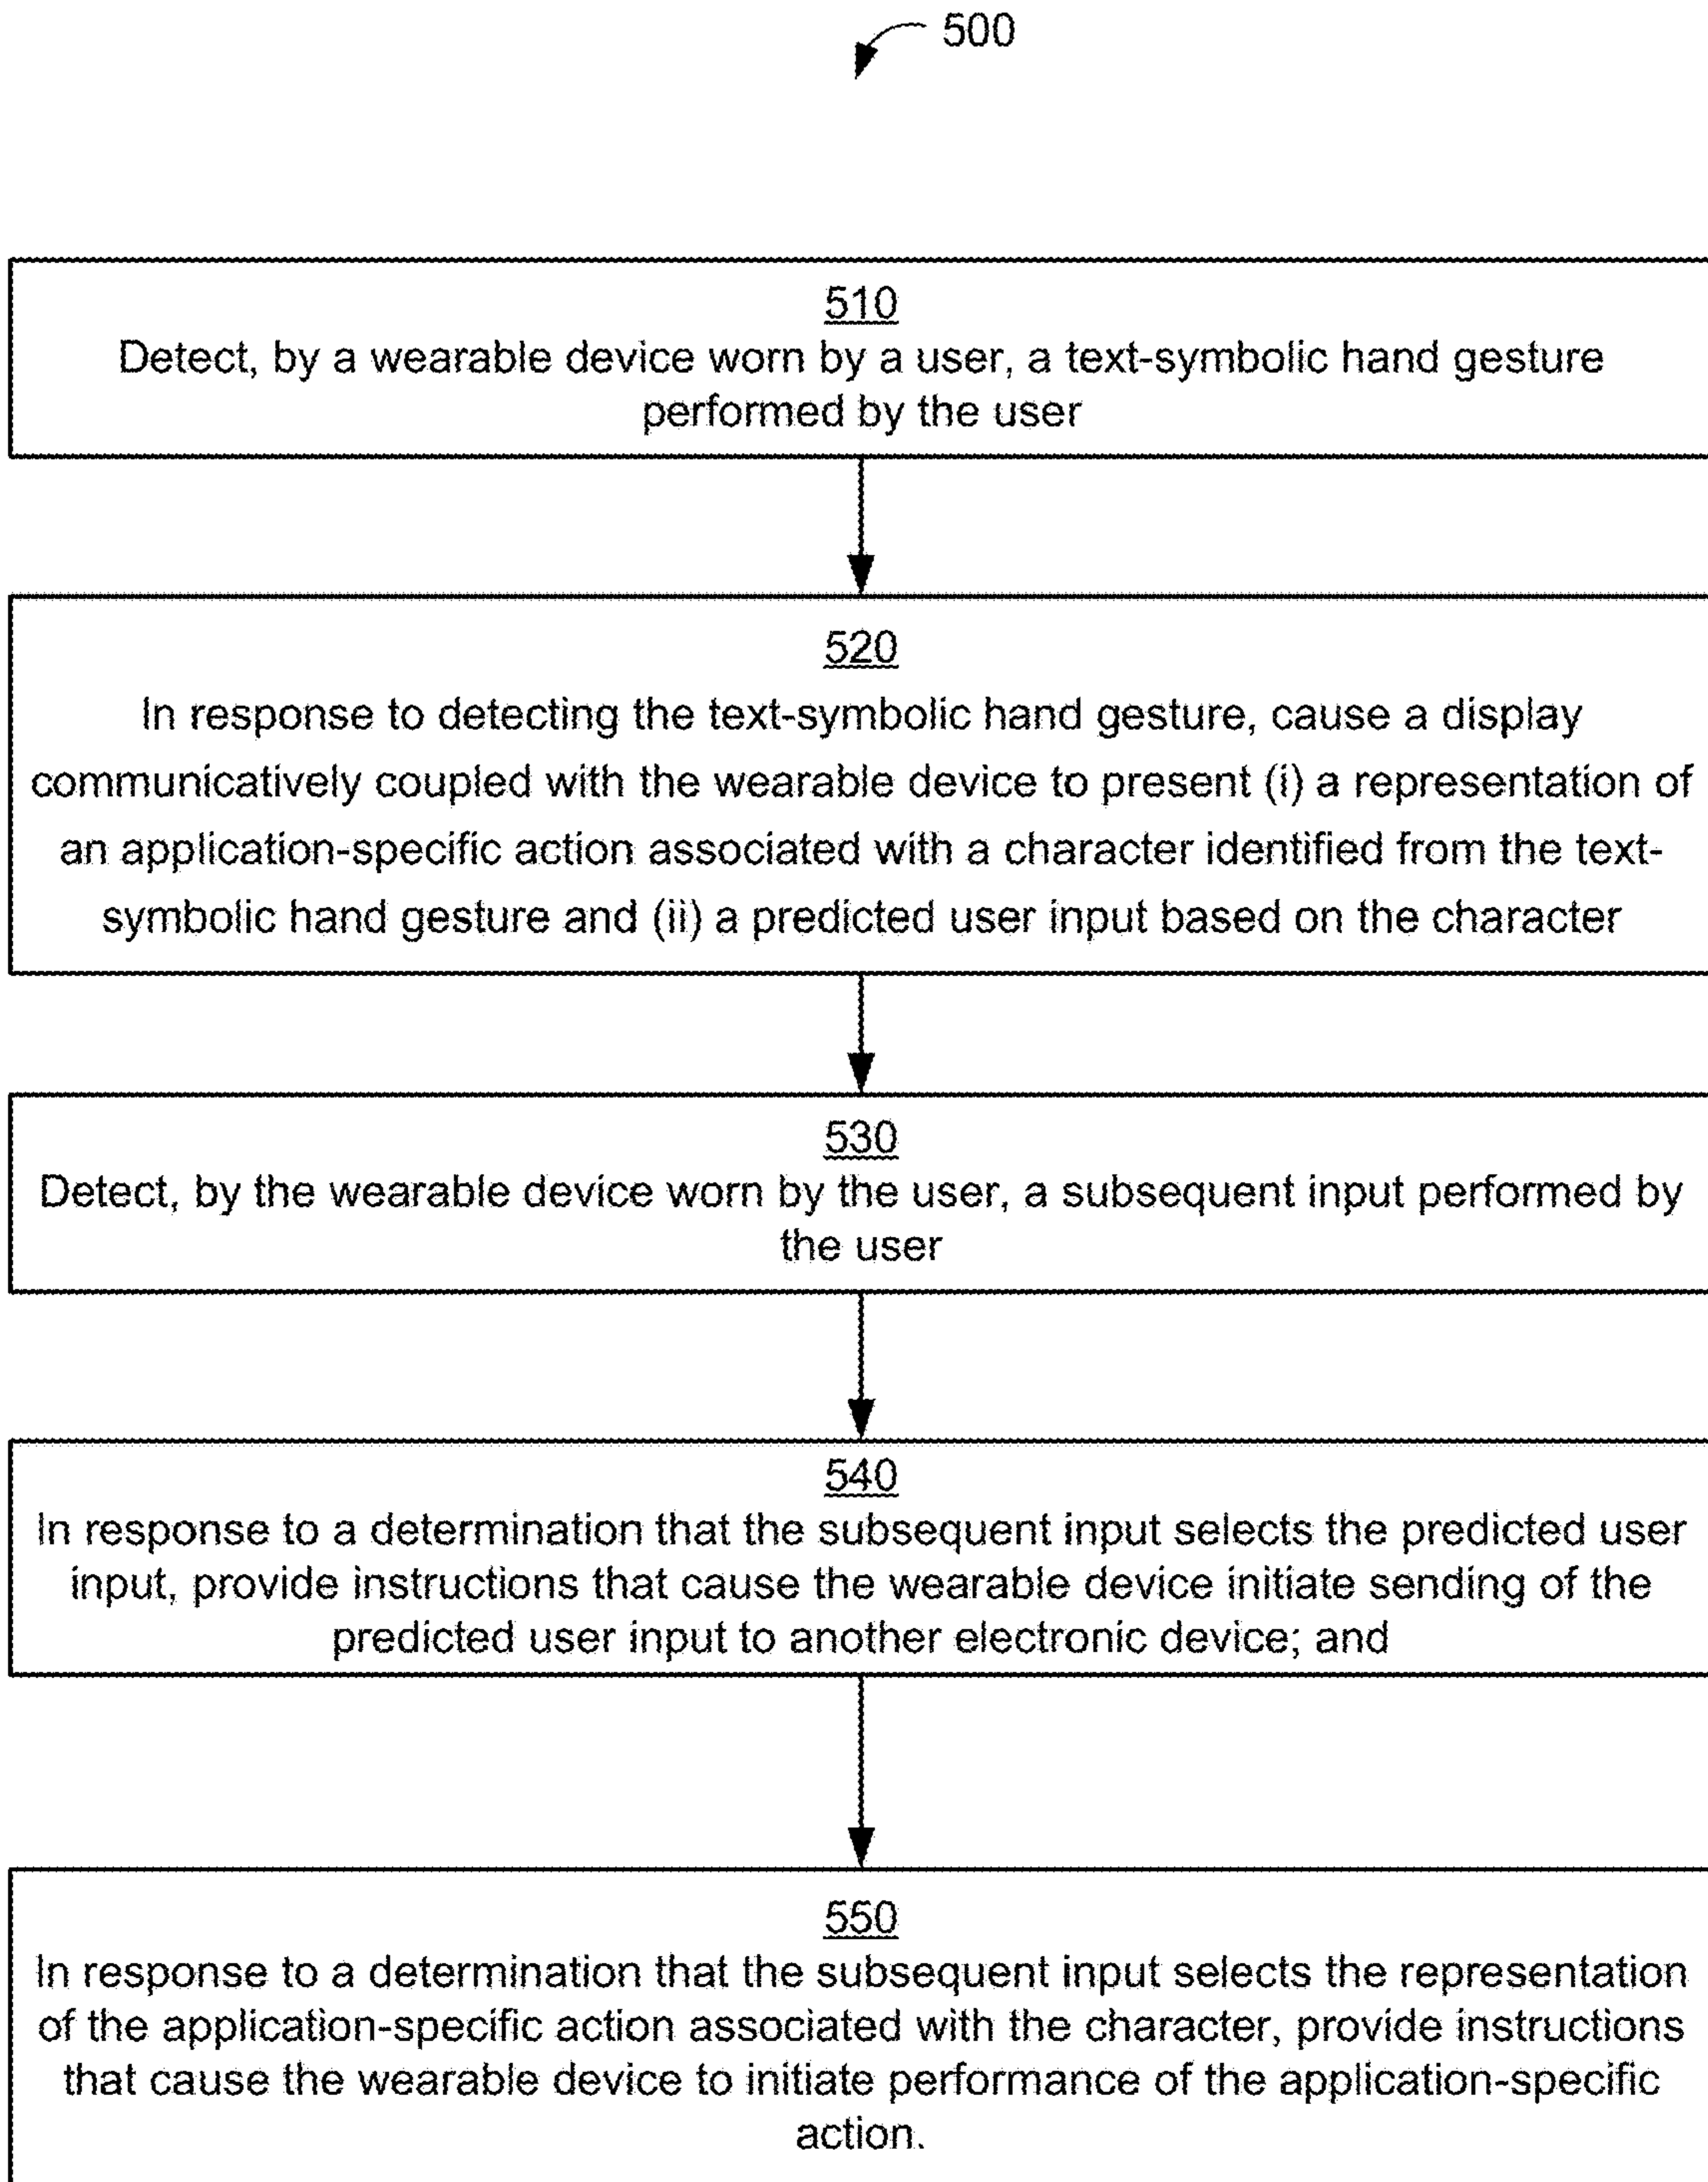 500
510
Detect, by a wearable device worn by a user, a text-symbolic hand gesture
performed by the user
520
In response to detecting the text-symbolic hand gesture, cause a display
communicatively coupled with the wearable device to present (i) a representation of
an application-specific action associated with a character identified from the text-
symbolic hand gesture and (ii) a predicted user input based on the character
530
Detect, by the wearable device worn by the user, a subsequent input performed by
the user
540
In response to a determination that the subsequent input selects the predicted user
input, provide instructions that cause the wearable device initiate sending of the
predicted user input to another electronic device; and
550
In response to a determination that the subsequent input selects the representation
of the application-specific action associated with the character, provide instructions
that cause the wearable device to initiate performance of the application-specific
action.